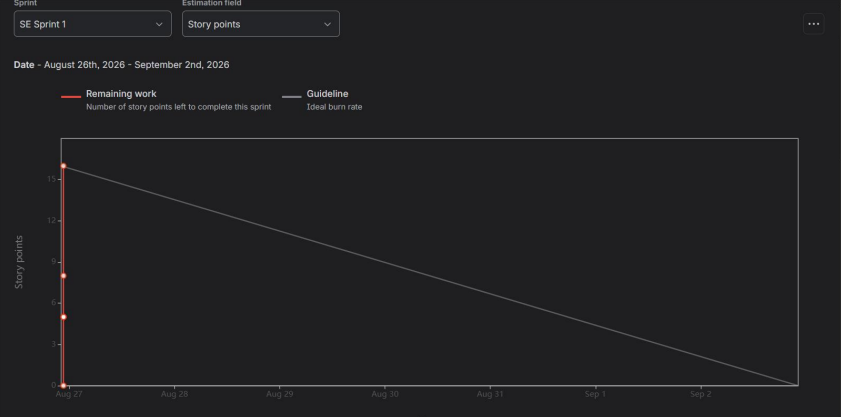 Sprint
Estimation field
SE Sprint 1
Story points
Date - August 26th, 2026 - September 2nd, 2026
Remaining work
Number of story points left to complete this sprint
Guideline
Ideal burn rate
Story points
15
12
9
6
3
0
Aug 27
Aug 28
Aug 29
Aug 30
Aug 31
Sep 1
Sep 2